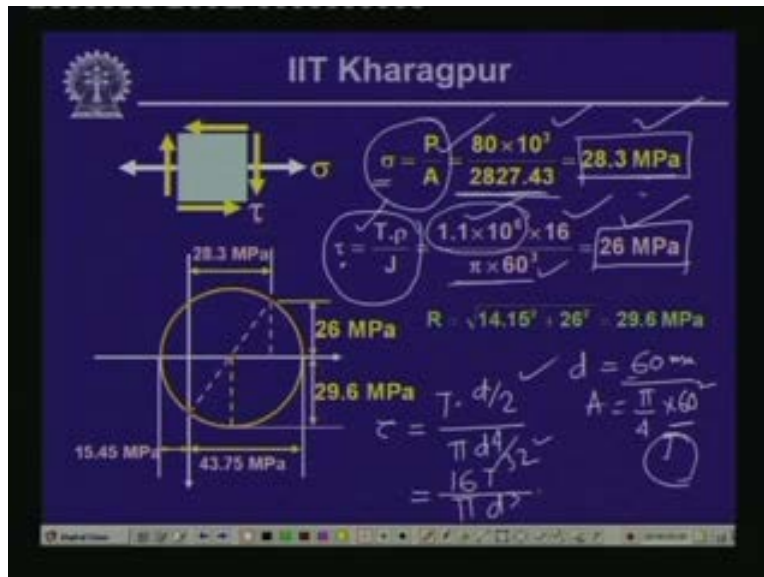 IIT Kharagpur
σ
τ
σ = P/A = 80×10³/2827.43 = 28.3 MPa
τ = T.ρ/J = 1.1×10⁶×16/π×60³ = 26 MPa
28.3 MPa
26 MPa
29.6 MPa
15.45 MPa
43.75 MPa
R = √14.15² + 26² = 29.6 MPa
d = 60 mm
A = π/4 × 60
τ = T. d/2 / π d⁴/32
= 16T / π d³